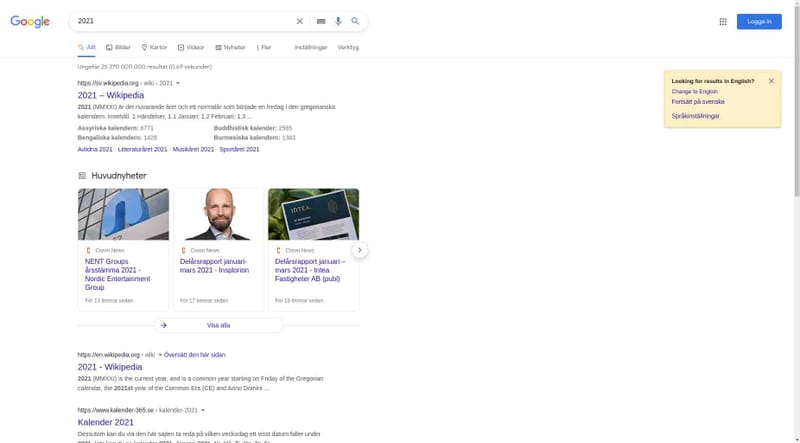 Google
2021
Logga in
Allt
Bilder
Kartor
Videor
Nyheter
Fler
Inställningar
Verktyg
Ungefär 25 270 000 000 resultat (0,69 sekunder)
Looking for results in English?
Change to English
Fortsätt på svenska
Språkinställningar
https://sv.wikipedia.org › wiki › 2021
2021 – Wikipedia
2021 (MMXXI) är det nuvarande året och ett normalår som började en fredag i den gregorianska
kalendern. Innehåll. 1 Händelser. 1.1 Januari; 1.2 Februari; 1.3 ...
Assyriska kalendern: 6771
Buddhistisk kalender: 2565
Bengaliska kalendern: 1428
Burmesiska kalendern: 1383
Avlidna 2021 · Litteraturåret 2021 · Musikåret 2021 · Sportåret 2021
Huvudnyheter
INTEA.
Cision News
NENT Groups
årsstämma 2021 -
Nordic Entertainment
Group
För 13 timmar sedan
Cision News
Delårsrapport januari-
mars 2021 - Insplorion
För 17 timmar sedan
Cision News
Delårsrapport januari –
mars 2021 - Intea
Fastigheter AB (publ)
För 19 timmar sedan
Visa alla
https://en.wikipedia.org › wiki
Översätt den här sidan
2021 - Wikipedia
2021 (MMXXI) is the current year, and is a common year starting on Friday of the Gregorian
calendar, the 2021st year of the Common Era (CE) and Anno Domini ...
https://www.kalender-365.se › kalender-2021
Kalender 2021
Dessutom kan du via den här sajten ta reda på vilken veckodag ett visst datum faller under